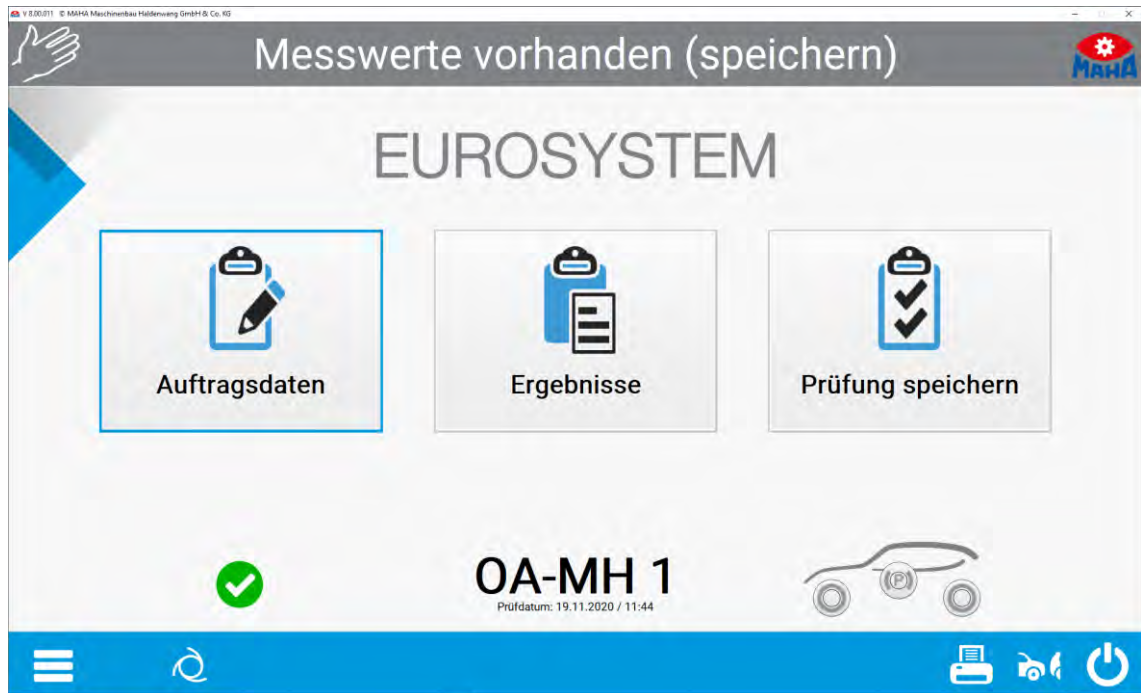 V 8.00.011 © MAHA Maschinenbau Haldenwang GmbH & Co. KG
Messwerte vorhanden (speichern)
MAHA
EUROSYSTEM
Auftragsdaten
Ergebnisse
Prüfung speichern
OA-MH 1
Prüfdatum: 19.11.2020 / 11:44
(P)